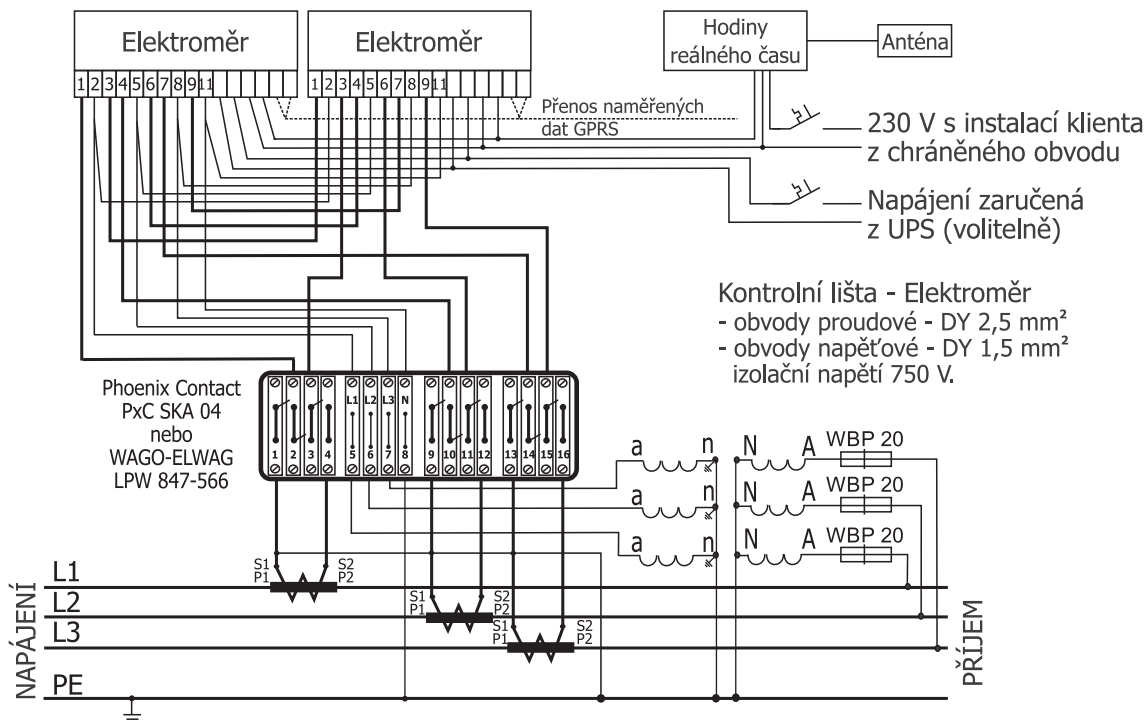 Elektroměr
Elektroměr
Hodiny
reálného času
Anténa
1 2 3 4 5 6 7 8 9 11
1 2 3 4 5 6 7 8 9 11
Přenos naměřených
dat GPRS
230 V s instalací klienta
z chráněného obvodu
Napájení zaručená
z UPS (volitelně)
Kontrolní lišta - Elektroměr
- obvody proudové - DY 2,5 mm²
- obvody napěťové - DY 1,5 mm²
izolační napětí 750 V.
Phoenix Contact
PxC SKA 04
nebo
WAGO-ELWAG
LPW 847-566
L1 L2 L3 N
1 2 3 4 5 6 7 8 9 10 11 12 13 14 15 16
a n N A WBP 20
a n N A WBP 20
a n N A WBP 20
S1 S2
P1 P2
L1
S1 S2
P1 P2
L2
S1 S2
P1 P2
L3
PE
NAPÁJENÍ
PŘÍJEM